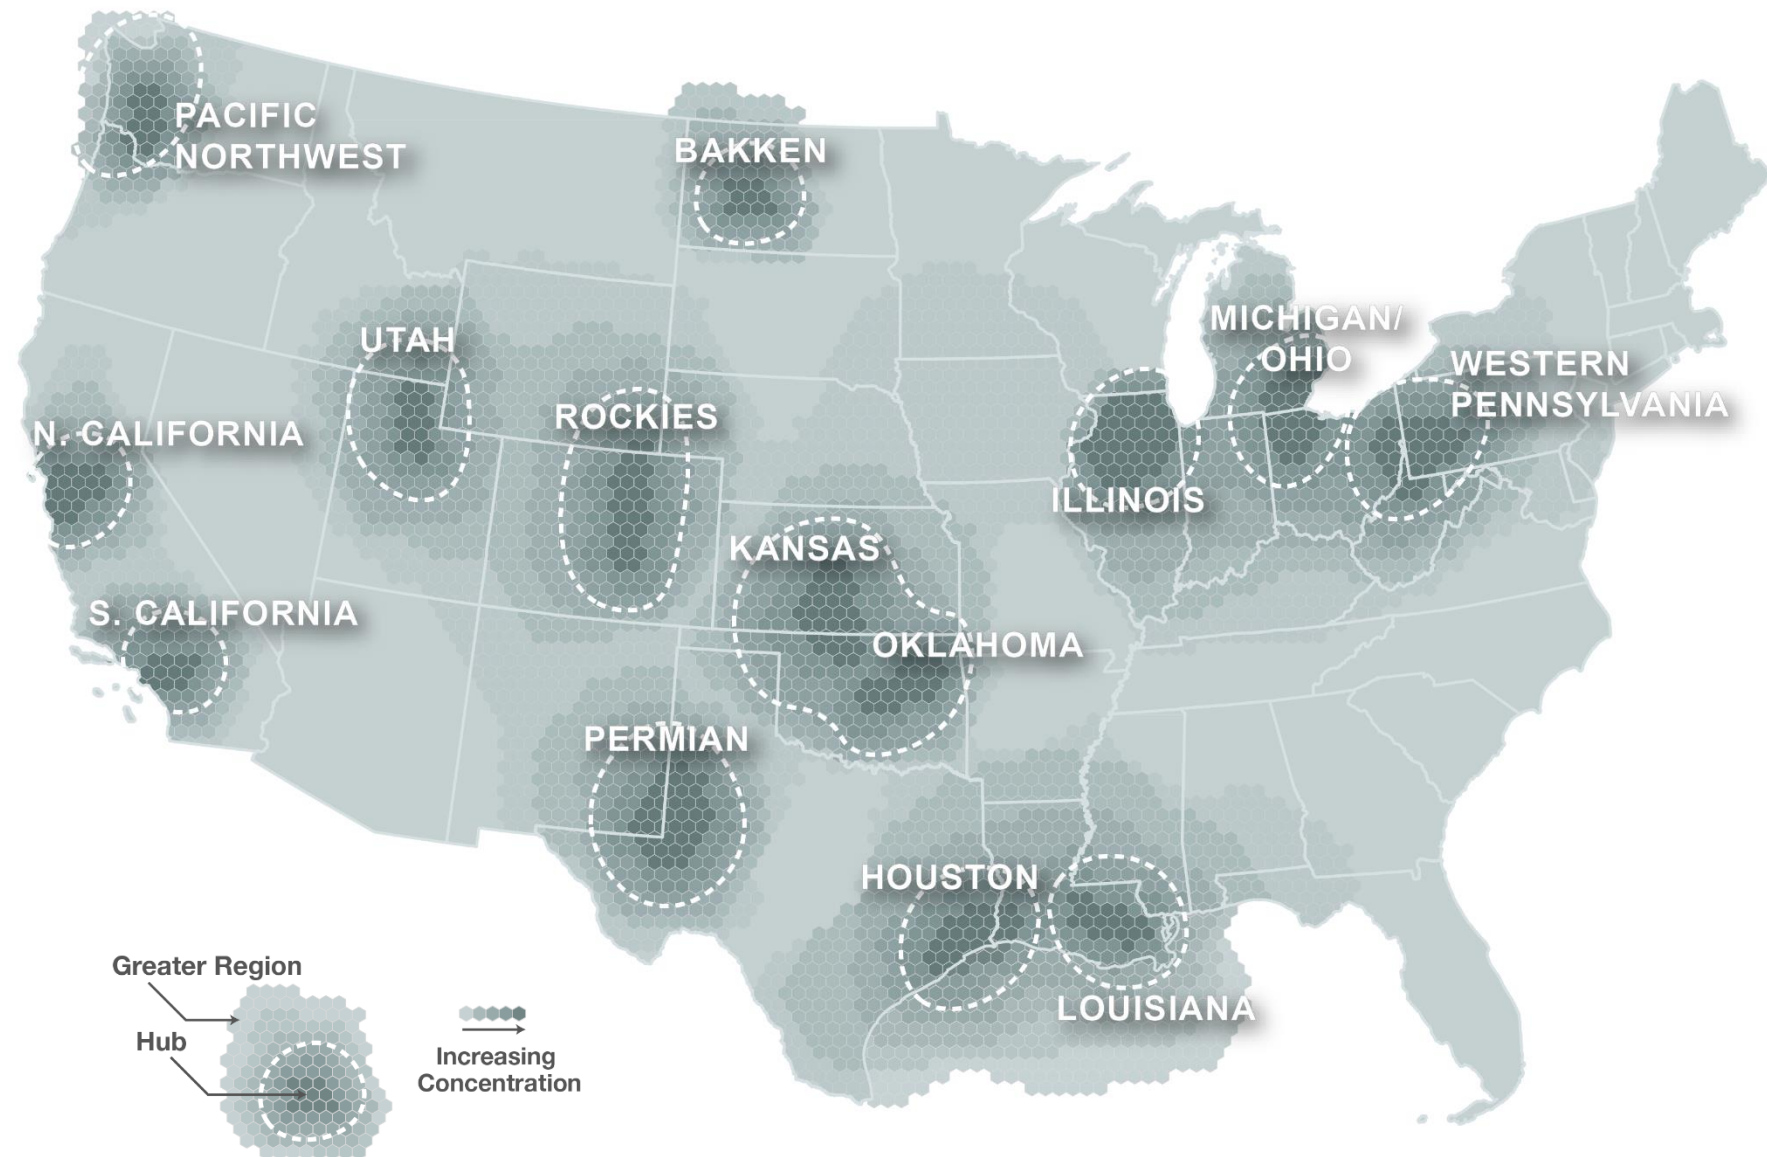 PACIFIC
NORTHWEST
BAKKEN
UTAH
ROCKIES
MICHIGAN/
OHIO
WESTERN
PENNSYLVANIA
N. CALIFORNIA
ILLINOIS
KANSAS
S. CALIFORNIA
OKLAHOMA
PERMIAN
HOUSTON
LOUISIANA
Greater Region
Hub
Increasing
Concentration